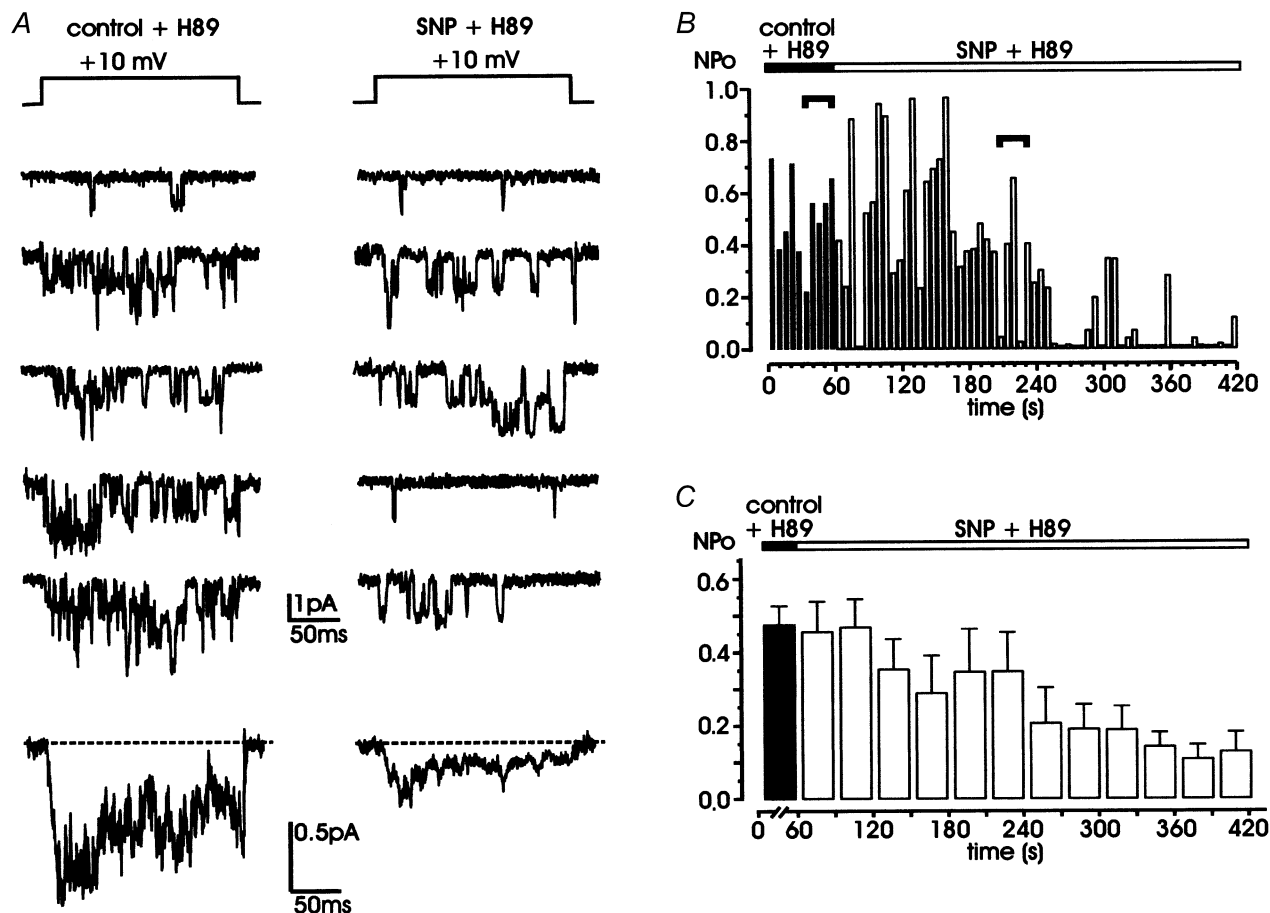 A
control + H89
+10 mV
SNP + H89
+10 mV
1pA
50ms
0.5pA
50ms
B
control
+ H89
SNP + H89
NPo
1.0
0.8
0.6
0.4
0.2
0.0
0 60 120 180 240 300 360 420
time (s)
C
control
+ H89
SNP + H89
NPo
0.6
0.4
0.2
0.0
0 60 120 180 240 300 360 420
time (s)